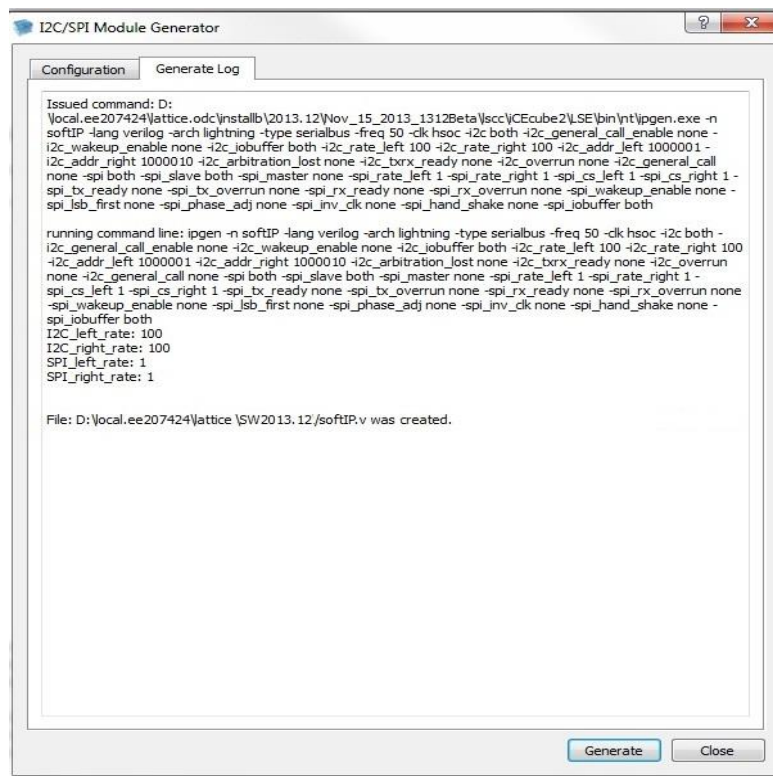 I2C/SPI Module Generator
Configuration
Generate Log
Issued command: D:
\local.ee207424\lattice.odc\installb\2013.12\Nov_15_2013_1312Beta\lscc\iCEcube2\LSE\bin\nt\ipgen.exe -n
softIP -lang verilog -arch lightning -type serialbus -freq 50 -clk hsoc -i2c both -i2c_general_call_enable none -
i2c_wakeup_enable none -i2c_iobuffer both -i2c_rate_left 100 -i2c_rate_right 100 -i2c_addr_left 1000001 -
i2c_addr_right 1000010 -i2c_arbitration_lost none -i2c_txrx_ready none -i2c_overrun none -i2c_general_call
none -spi both -spi_slave both -spi_master none -spi_rate_left 1 -spi_rate_right 1 -spi_cs_left 1 -spi_cs_right 1 -
spi_tx_ready none -spi_tx_overrun none -spi_rx_ready none -spi_rx_overrun none -spi_wakeup_enable none -
spi_lsb_first none -spi_phase_adj none -spi_inv_clk none -spi_hand_shake none -spi_iobuffer both
running command line: ipgen -n softIP -lang verilog -arch lightning -type serialbus -freq 50 -clk hsoc -i2c both -
i2c_general_call_enable none -i2c_wakeup_enable none -i2c_iobuffer both -i2c_rate_left 100 -i2c_rate_right 100
-i2c_addr_left 1000001 -i2c_addr_right 1000010 -i2c_arbitration_lost none -i2c_txrx_ready none -i2c_overrun
none -i2c_general_call none -spi both -spi_slave both -spi_master none -spi_rate_left 1 -spi_rate_right 1 -
spi_cs_left 1 -spi_cs_right 1 -spi_tx_ready none -spi_tx_overrun none -spi_rx_ready none -spi_rx_overrun none
-spi_wakeup_enable none -spi_lsb_first none -spi_phase_adj none -spi_inv_clk none -spi_hand_shake none -
spi_iobuffer both
I2C_left_rate: 100
I2C_right_rate: 100
SPI_left_rate: 1
SPI_right_rate: 1
File: D:\local.ee207424\lattice \SW2013.12/softIP.v was created.
Generate
Close